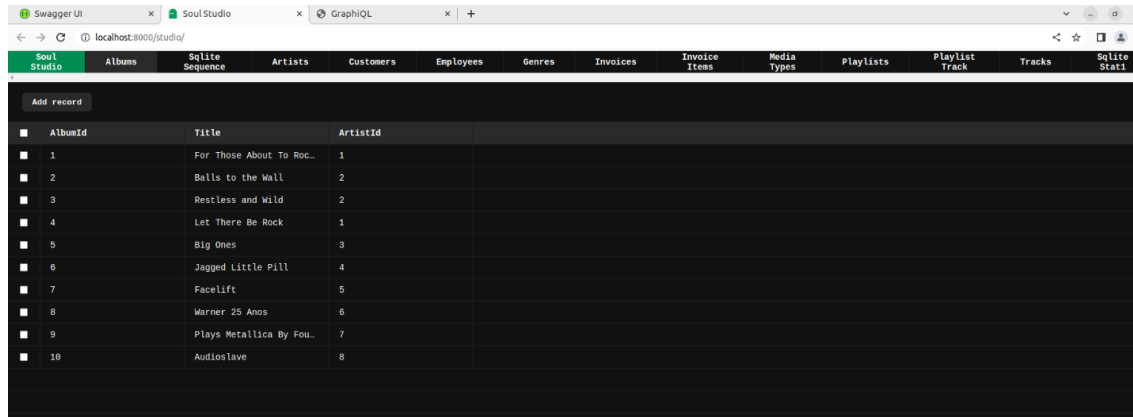 Swagger UI × Soul Studio × GraphiQL × +
localhost:8000/studio/
Soul Studio Albums Sqlite Sequence Artists Customers Employees Genres Invoices Invoice Items Media Types Playlists Playlist Track Tracks Sqlite Stat1
Add record
AlbumId Title ArtistId
1 For Those About To Roc… 1
2 Balls to the Wall 2
3 Restless and Wild 2
4 Let There Be Rock 1
5 Big Ones 3
6 Jagged Little Pill 4
7 Facelift 5
8 Warner 25 Anos 6
9 Plays Metallica By Fou… 7
10 Audioslave 8